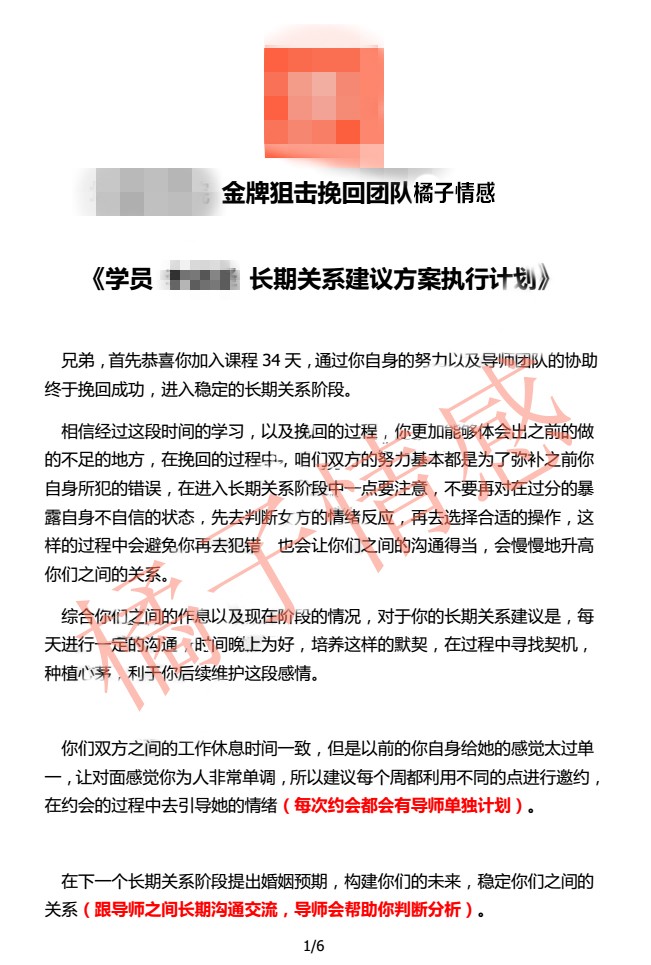 金牌狙击挽回团队橘子情感
《学员 长期关系建议方案执行计划》
兄弟，首先恭喜你加入课程 34 天，通过你自身的努力以及导师团队的协助
终于挽回成功，进入稳定的长期关系阶段。
相信经过这段时间的学习，以及挽回的过程，你更加能够体会出之前的做
的不足的地方，在挽回的过程中，咱们双方的努力基本都是为了弥补之前你
自身所犯的错误，在进入长期关系阶段中一点要注意，不要再对在过分的暴
露自身不自信的状态，先去判断女方的情绪反应，再去选择合适的操作，这
样的过程中会避免你再去犯错 也会让你们之间的沟通得当，会慢慢地升高
你们之间的关系。
综合你们之间的作息以及现在阶段的情况，对于你的长期关系建议是，每
天进行一定的沟通，时间晚上为好，培养这样的默契，在过程中寻找契机，
种植心茅，利于你后续维护这段感情。
你们双方之间的工作休息时间一致，但是以前的你自身给她的感觉太过单
一，让对面感觉你为人非常单调，所以建议每个周都利用不同的点进行邀约，
在约会的过程中去引导她的情绪（每次约会都会有导师单独计划）。
在下一个长期关系阶段提出婚姻预期，构建你们的未来，稳定你们之间的
关系（跟导师之间长期沟通交流，导师会帮助你判断分析）。
1/6
橘子情感